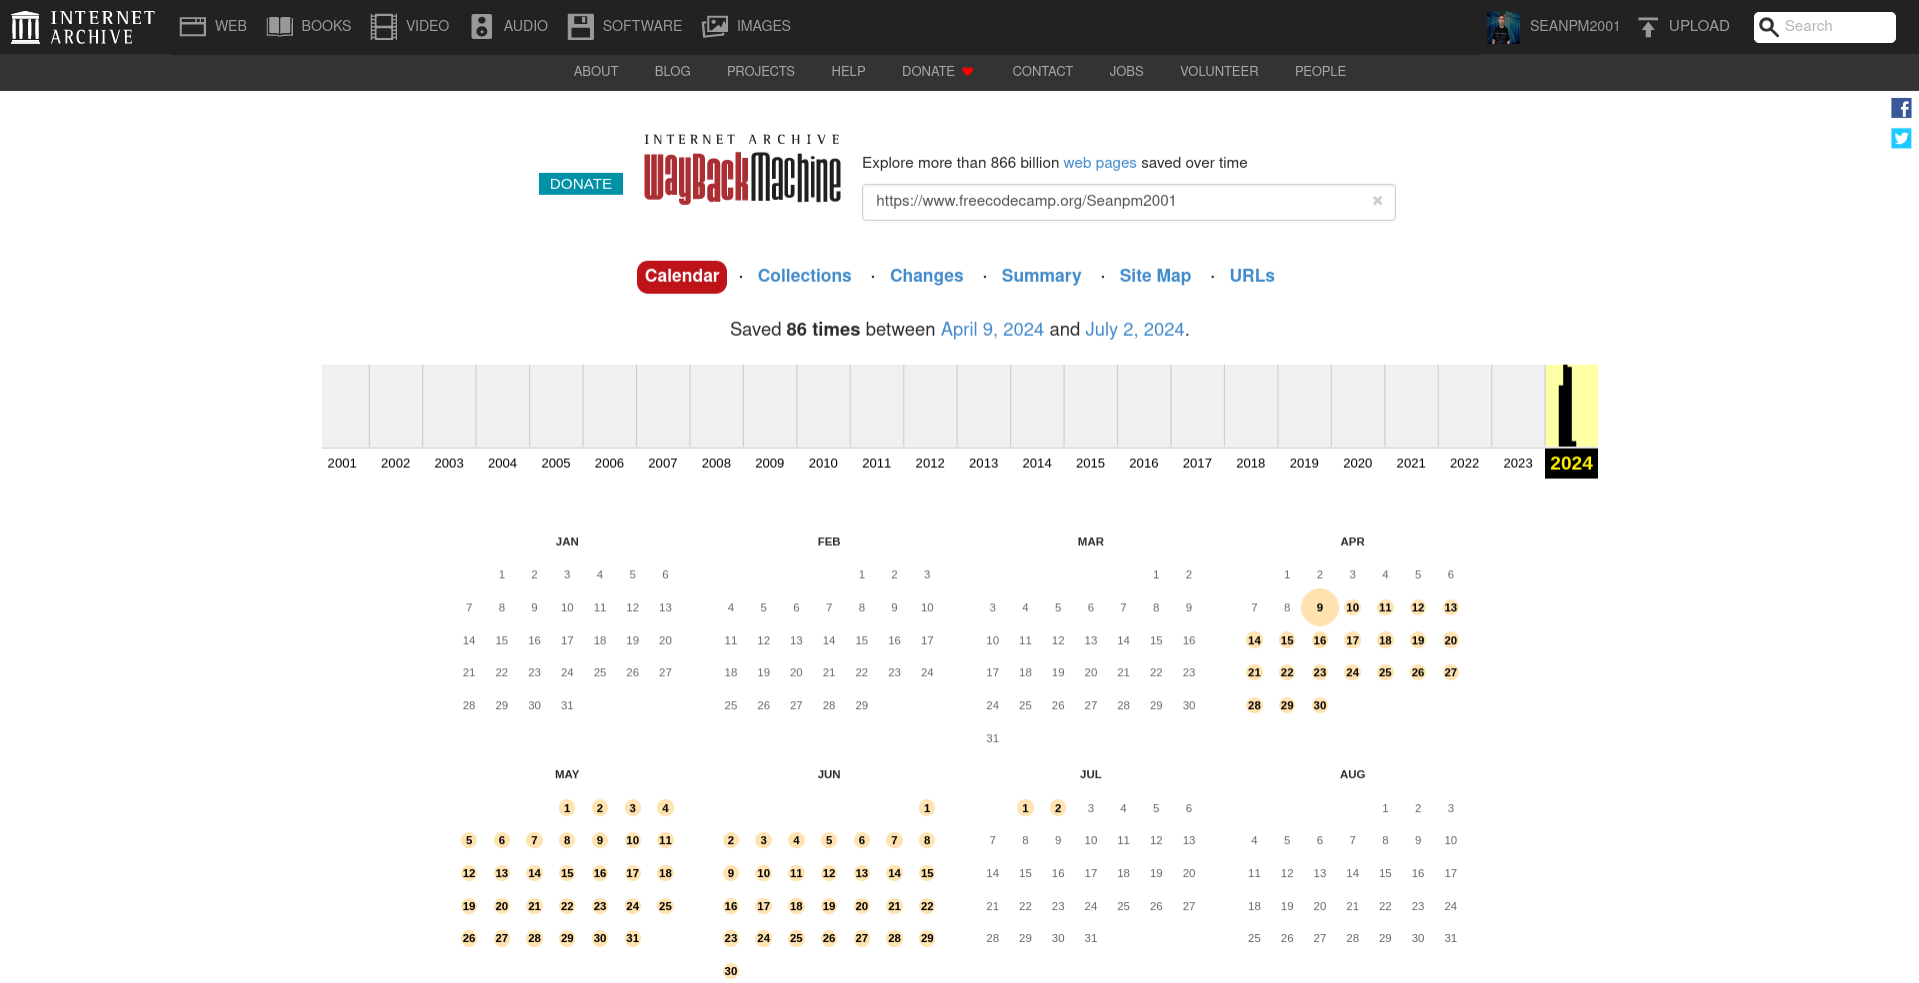 INTERNET ARCHIVE
WEB BOOKS VIDEO AUDIO SOFTWARE IMAGES SEANPM2001 UPLOAD Search
ABOUT BLOG PROJECTS HELP DONATE CONTACT JOBS VOLUNTEER PEOPLE
INTERNET ARCHIVE
WayBackMachine
DONATE
Explore more than 866 billion web pages saved over time
https://www.freecodecamp.org/Seanpm2001 ×
Calendar · Collections · Changes · Summary · Site Map · URLs
Saved 86 times between April 9, 2024 and July 2, 2024.
2001 2002 2003 2004 2005 2006 2007 2008 2009 2010 2011 2012 2013 2014 2015 2016 2017 2018 2019 2020 2021 2022 2023 2024
JAN
1 2 3 4 5 6
7 8 9 10 11 12 13
14 15 16 17 18 19 20
21 22 23 24 25 26 27
28 29 30 31
FEB
1 2 3
4 5 6 7 8 9 10
11 12 13 14 15 16 17
18 19 20 21 22 23 24
25 26 27 28 29
MAR
1 2
3 4 5 6 7 8 9
10 11 12 13 14 15 16
17 18 19 20 21 22 23
24 25 26 27 28 29 30
31
APR
1 2 3 4 5 6
7 8 9 10 11 12 13
14 15 16 17 18 19 20
21 22 23 24 25 26 27
28 29 30
MAY
1 2 3 4
5 6 7 8 9 10 11
12 13 14 15 16 17 18
19 20 21 22 23 24 25
26 27 28 29 30 31
JUN
1
2 3 4 5 6 7 8
9 10 11 12 13 14 15
16 17 18 19 20 21 22
23 24 25 26 27 28 29
30
JUL
1 2 3 4 5 6
7 8 9 10 11 12 13
14 15 16 17 18 19 20
21 22 23 24 25 26 27
28 29 30 31
AUG
1 2 3
4 5 6 7 8 9 10
11 12 13 14 15 16 17
18 19 20 21 22 23 24
25 26 27 28 29 30 31